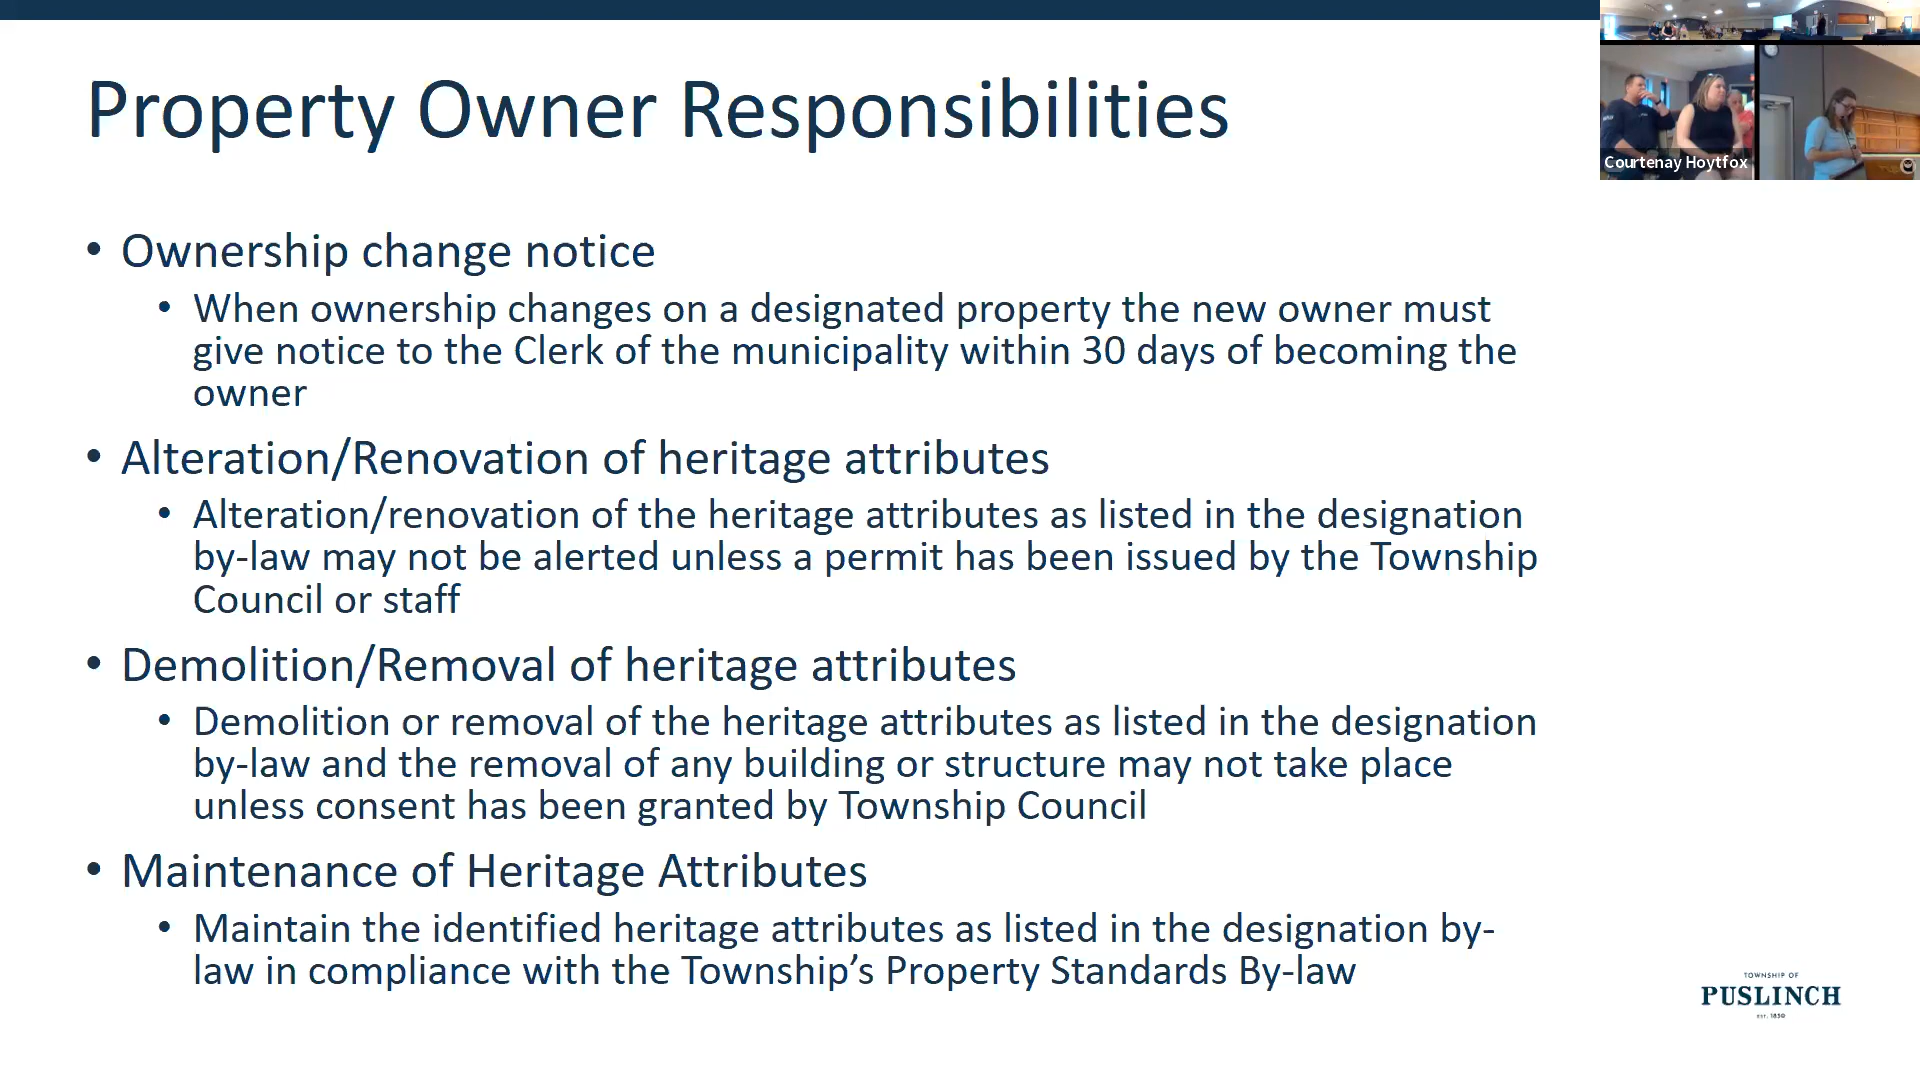 Property Owner Responsibilities
Courtenay Hoytfox
• Ownership change notice
• When ownership changes on a designated property the new owner must
give notice to the Clerk of the municipality within 30 days of becoming the
owner
• Alteration/Renovation of heritage attributes
• Alteration/renovation of the heritage attributes as listed in the designation
by-law may not be alerted unless a permit has been issued by the Township
Council or staff
• Demolition/Removal of heritage attributes
• Demolition or removal of the heritage attributes as listed in the designation
by-law and the removal of any building or structure may not take place
unless consent has been granted by Township Council
• Maintenance of Heritage Attributes
• Maintain the identified heritage attributes as listed in the designation by-
law in compliance with the Township’s Property Standards By-law
TOWNSHIP OF
PUSLINCH
EST. 1850